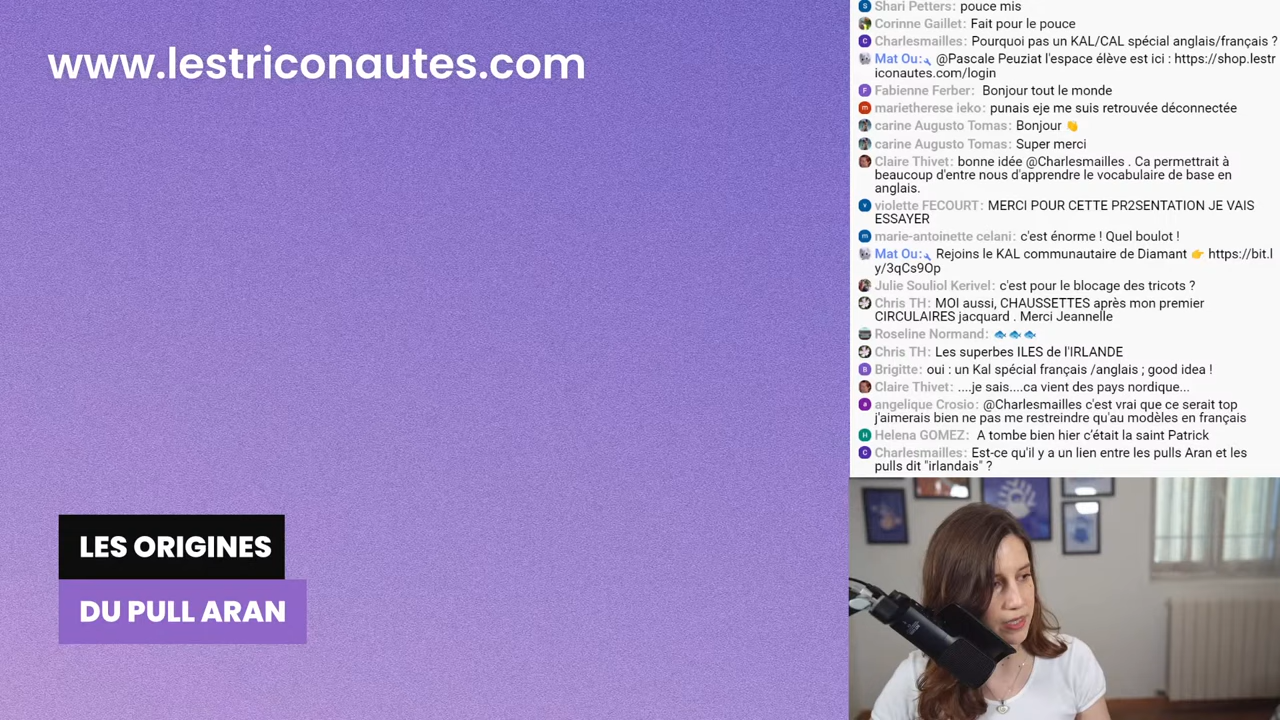 www.lestriconautes.com
LES ORIGINES
DU PULL ARAN
Shari Petters: pouce mis
Corinne Gaillet: Fait pour le pouce
Charlesmailles: Pourquoi pas un KAL/CAL spécial anglais/français ?
Mat Ou: @Pascale Peuziat l'espace élève est ici : https://shop.lestr
iconautes.com/login
Fabienne Ferber: Bonjour tout le monde
marietherese ieko: punais eje me suis retrouvée déconnectée
carine Augusto Tomas: Bonjour 👋
carine Augusto Tomas: Super merci
Claire Thivet: bonne idée @Charlesmailles . Ca permettrait à
beaucoup d'entre nous d'apprendre le vocabulaire de base en
anglais.
violette FECOURT: MERCI POUR CETTE PR2SENTATION JE VAIS
ESSAYER
marie-antoinette celani: c'est énorme ! Quel boulot !
Mat Ou: Rejoins le KAL communautaire de Diamant 👉 https://bit.l
y/3qCs9Op
Julie Souliol Kerivel: c'est pour le blocage des tricots ?
Chris TH: MOI aussi, CHAUSSETTES après mon premier
CIRCULAIRES jacquard . Merci Jeannelle
Roseline Normand: 🐟🐟🐟
Chris TH: Les superbes ILES de l'IRLANDE
Brigitte: oui : un Kal spécial français /anglais ; good idea !
Claire Thivet: ....je sais....ca vient des pays nordique...
angelique Crosio: @Charlesmailles c'est vrai que ce serait top
j'aimerais bien ne pas me restreindre qu'au modèles en français
Helena GOMEZ: A tombe bien hier c'était la saint Patrick
Charlesmailles: Est-ce qu'il y a un lien entre les pulls Aran et les
pulls dit "irlandais" ?